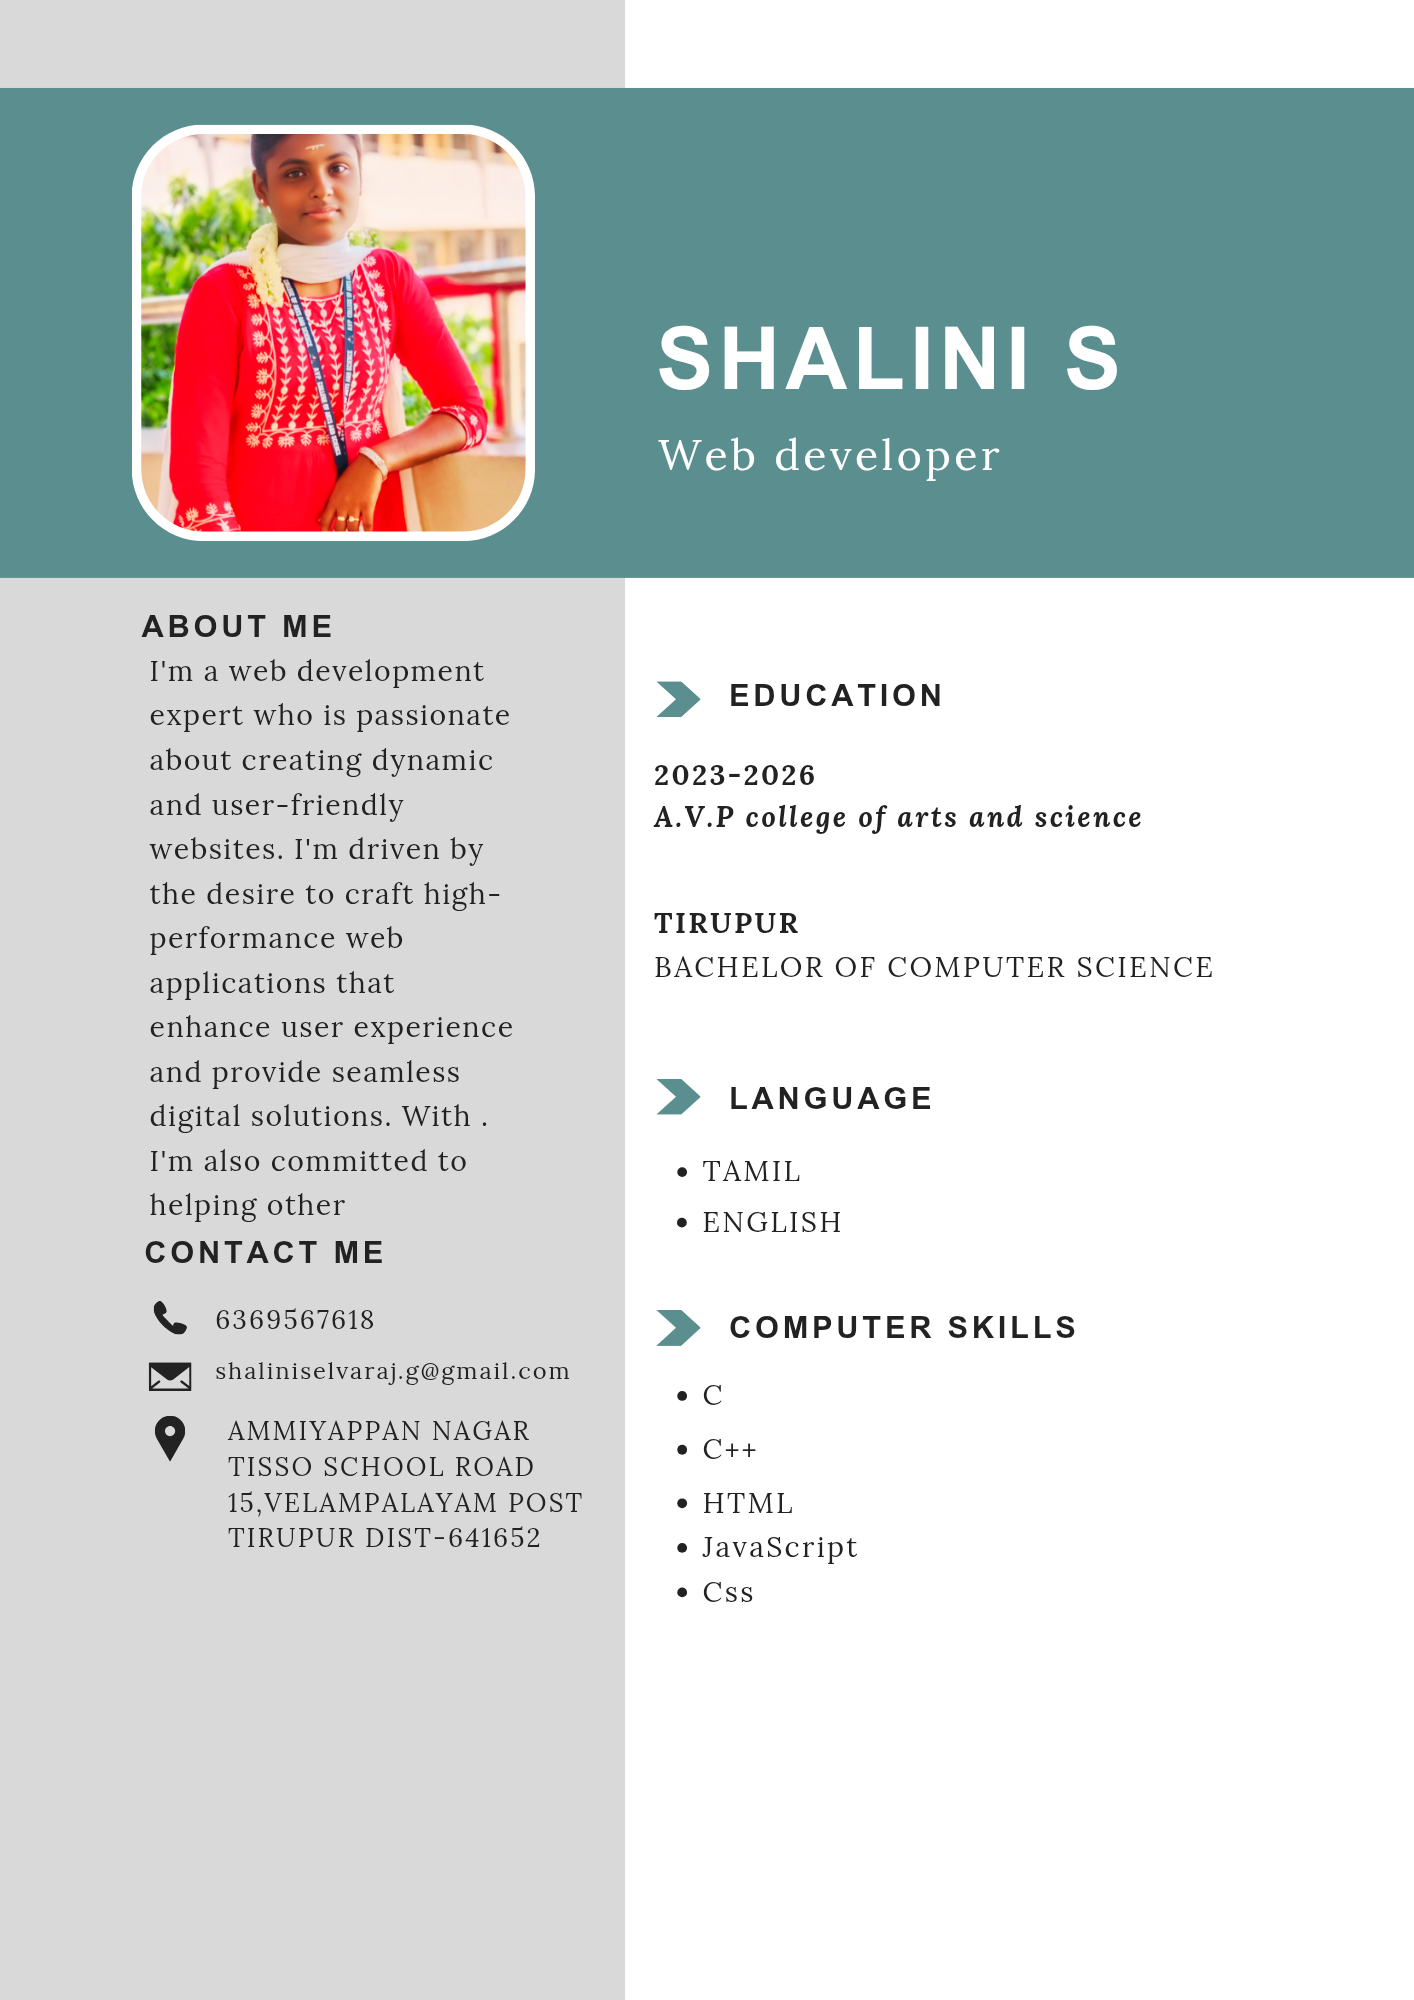 SHALINI S
Web developer
ABOUT ME
I'm a web development
expert who is passionate
about creating dynamic
and user-friendly
websites. I'm driven by
the desire to craft high-
performance web
applications that
enhance user experience
and provide seamless
digital solutions. With .
I'm also committed to
helping other
CONTACT ME
6369567618
shaliniselvaraj.g@gmail.com
AMMIYAPPAN NAGAR
TISSO SCHOOL ROAD
15,VELAMPALAYAM POST
TIRUPUR DIST-641652
EDUCATION
2023-2026
A.V.P college of arts and science
TIRUPUR
BACHELOR OF COMPUTER SCIENCE
LANGUAGE
• TAMIL
• ENGLISH
COMPUTER SKILLS
• C
• C++
• HTML
• JavaScript
• Css